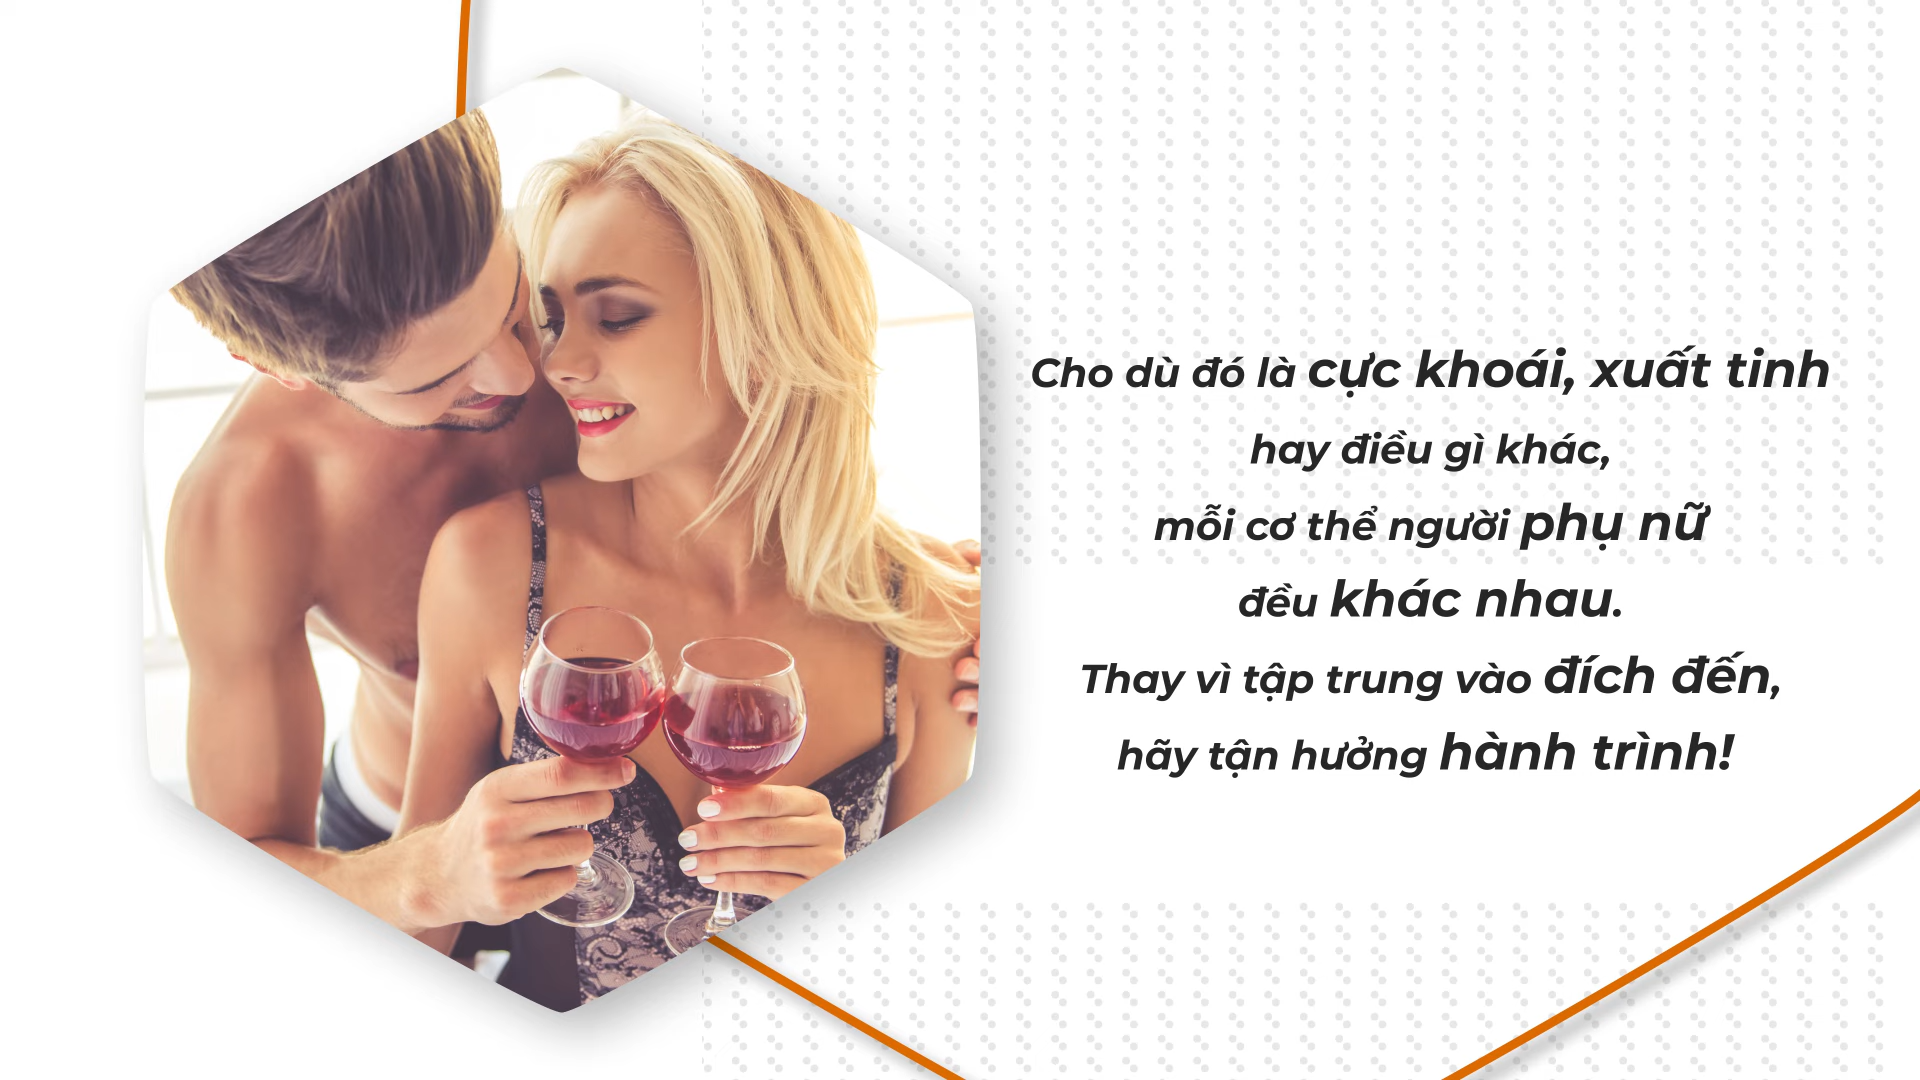 Cho dù đó là cực khoái, xuất tinh
hay điều gì khác,
mỗi cơ thể người phụ nữ
đều khác nhau.
Thay vì tập trung vào đích đến,
hãy tận hưởng hành trình!